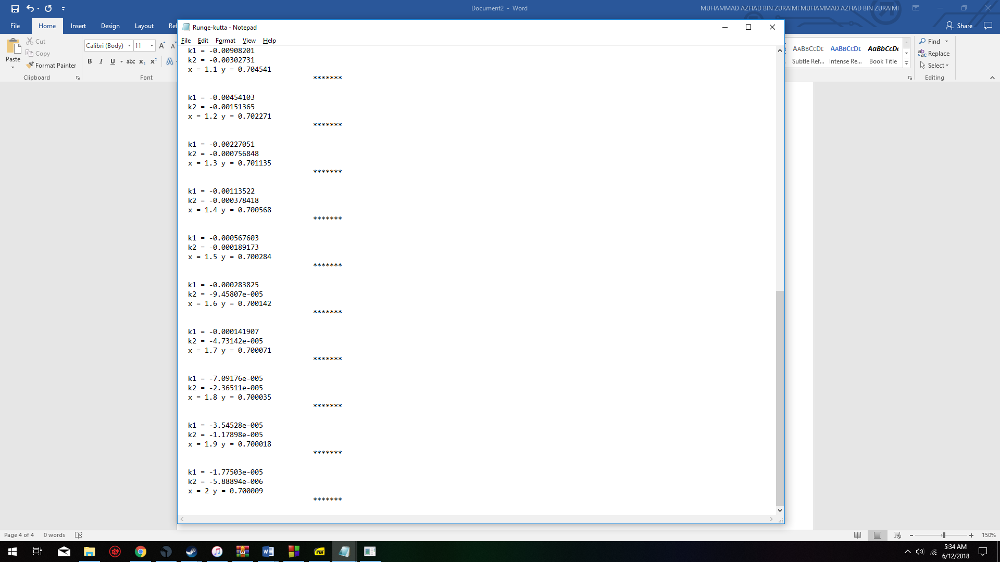 Document2 - Word
MUHAMMAD AZHAD BIN ZURAIMI MUHAMMAD AZHAD BIN ZURAIMI
File Home Insert Design Layout Ref
Share
Runge-kutta - Notepad
File Edit Format View Help
Cut
Copy
Format Painter
Paste
Clipboard
Calibri (Body) 11
B I U abc x₂ x²
Font
AABBCCDE AABBCCDE AaBbCcDd
Subtle Ref... Intense Re... Book Title
Find
Replace
Select
Editing
k1 = -0.00908201
k2 = -0.00302731
x = 1.1 y = 0.704541
*******
k1 = -0.00454103
k2 = -0.00151365
x = 1.2 y = 0.702271
*******
k1 = -0.00227051
k2 = -0.000756848
x = 1.3 y = 0.701135
*******
k1 = -0.00113522
k2 = -0.000378418
x = 1.4 y = 0.700568
*******
k1 = -0.000567603
k2 = -0.000189173
x = 1.5 y = 0.700284
*******
k1 = -0.000283825
k2 = -9.45807e-005
x = 1.6 y = 0.700142
*******
k1 = -0.000141907
k2 = -4.73142e-005
x = 1.7 y = 0.700071
*******
k1 = -7.09176e-005
k2 = -2.36511e-005
x = 1.8 y = 0.700035
*******
k1 = -3.54528e-005
k2 = -1.17898e-005
x = 1.9 y = 0.700018
*******
k1 = -1.77503e-005
k2 = -5.88894e-006
x = 2 y = 0.700009
*******
Page 4 of 4 0 words
150%
PDF
5:34 AM
6/12/2018